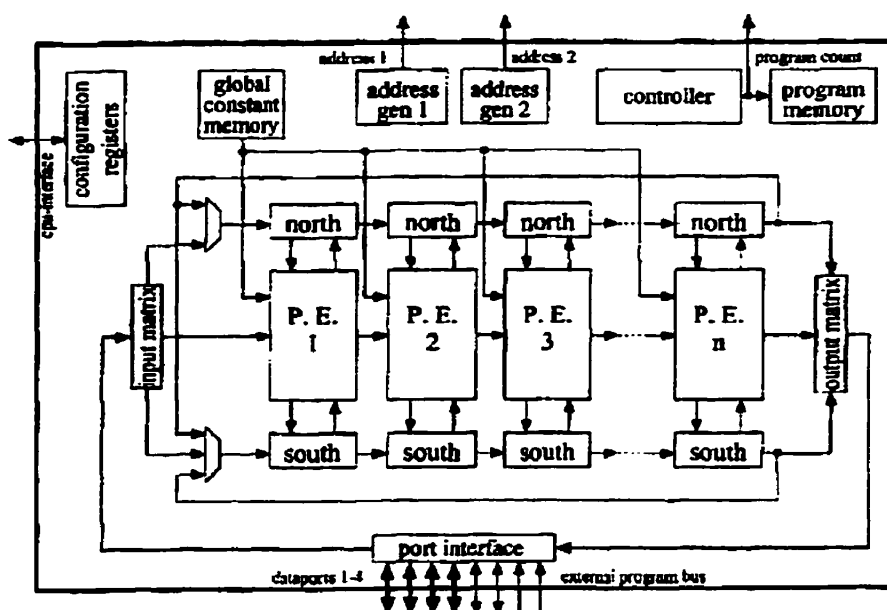 address 1
address 2
program count
configuration
registers
cpu-interface
global
constant
memory
address
gen 1
address
gen 2
controller
program
memory
north
north
north
north
input matrix
P. E.
1
P. E.
2
P. E.
3
P. E.
n
output matrix
south
south
south
south
port interface
dataports 1-4
external program bus